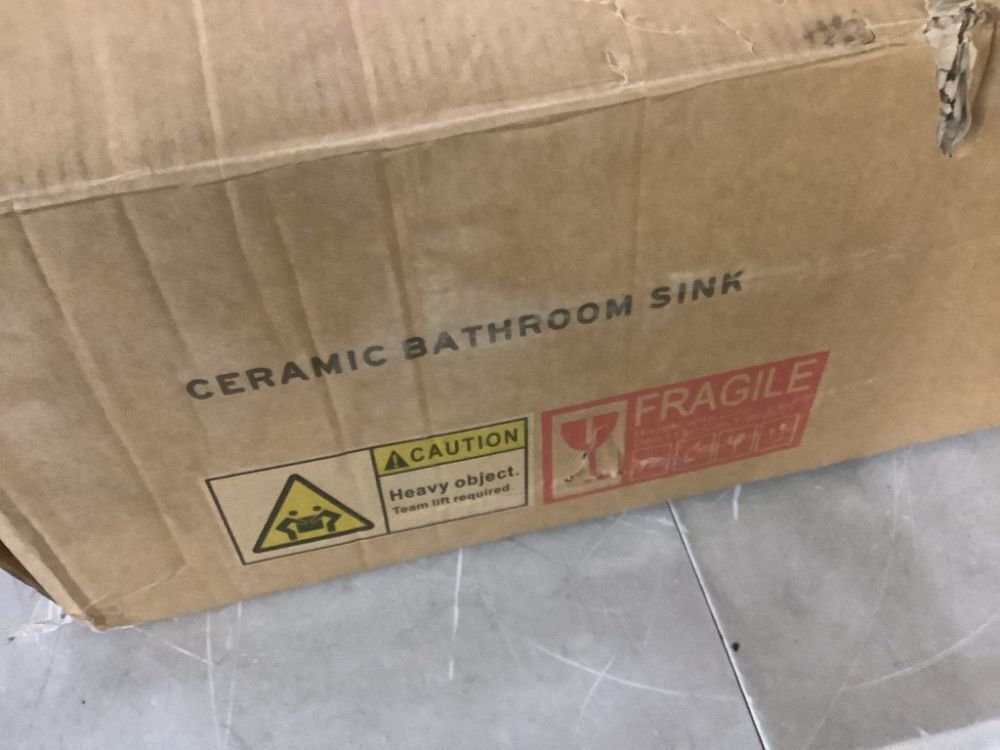 CERAMIC BATHROOM SINK
CAUTION
Heavy object.
Team lift required.
FRAGILE